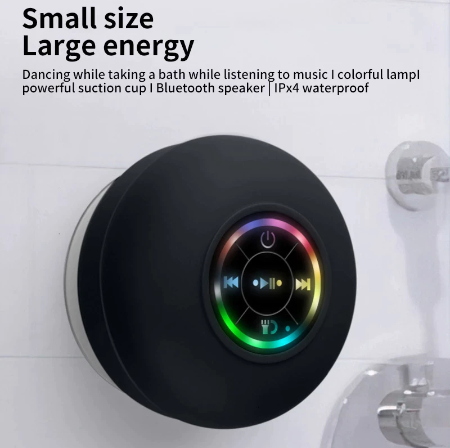 Small size
Large energy
Dancing while taking a bath while listening to music I colorful lampI
powerful suction cup I Bluetooth speaker | IPx4 waterproof